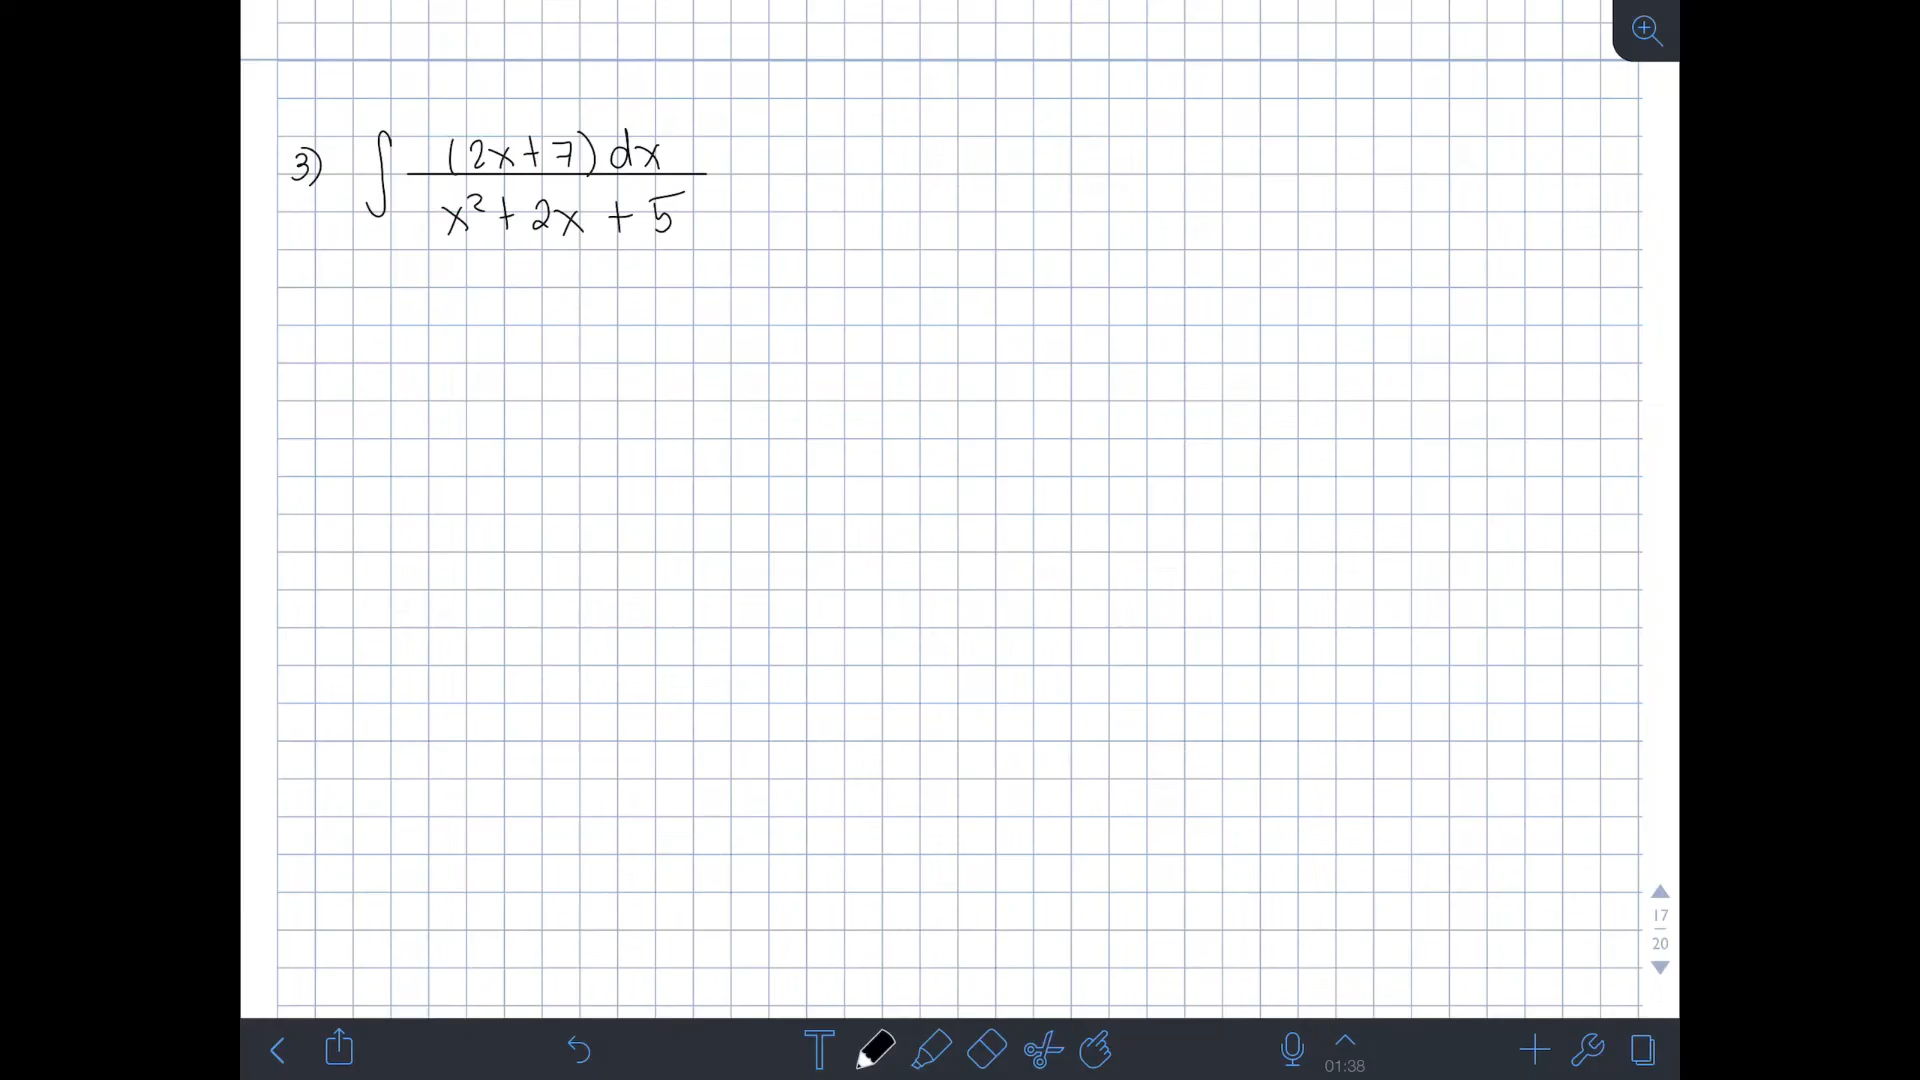 3) ∫ (2x+7) dx
x² + 2x + 5
17
20
T
01:38